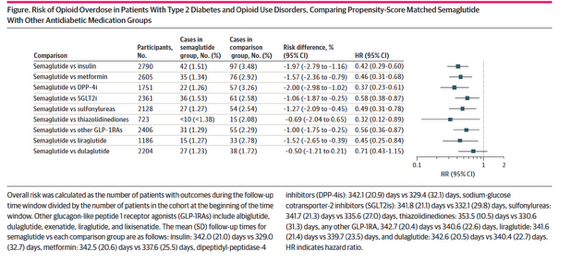 Figure. Risk of Opioid Overdose in Patients With Type 2 Diabetes and Opioid Use Disorders, Comparing Propensity-Score Matched Semaglutide
With Other Antidiabetic Medication Groups
Comparison Participants, No. Cases in semaglutide group, No. (%) Cases in comparison group, No. (%) Risk difference, % (95% CI) HR (95% CI)
Semaglutide vs insulin 2790 42 (1.51) 97 (3.48) −1.97 (−2.79 to −1.16) 0.42 (0.29-0.60)
Semaglutide vs metformin 2605 35 (1.34) 76 (2.92) −1.57 (−2.36 to −0.79) 0.46 (0.31-0.68)
Semaglutide vs DPP-4i 1751 22 (1.26) 57 (3.26) −2.00 (−2.98 to −1.02) 0.37 (0.23-0.61)
Semaglutide vs SGLT2i 2361 36 (1.53) 61 (2.58) −1.06 (−1.87 to −0.25) 0.58 (0.38-0.87)
Semaglutide vs sulfonylureas 2128 27 (1.27) 54 (2.54) −1.27 (−2.09 to −0.45) 0.49 (0.31-0.78)
Semaglutide vs thiazolidinediones 723 <10 (<1.38) 15 (2.08) −0.69 (−2.04 to 0.65) 0.32 (0.12-0.89)
Semaglutide vs other GLP-1RAs 2406 31 (1.29) 55 (2.29) −1.00 (−1.75 to −0.25) 0.56 (0.36-0.87)
Semaglutide vs liraglutide 1186 15 (1.27) 33 (2.78) −1.52 (−2.65 to −0.39) 0.45 (0.25-0.84)
Semaglutide vs dulaglutide 2204 27 (1.23) 38 (1.72) −0.50 (−1.21 to 0.21) 0.71 (0.43-1.15)
0.1 1 2
HR (95% CI)
Overall risk was calculated as the number of patients with outcomes during the follow-up
time window divided by the number of patients in the cohort at the beginning of the time
window. Other glucagon-like peptide 1 receptor agonists (GLP-1RAs) include albiglutide,
dulaglutide, exenatide, liraglutide, and lixisenatide. The mean (SD) follow-up times for
semaglutide vs each comparison group are as follows: insulin: 342.0 (21.0) days vs 329.0
(32.7) days, metformin: 342.5 (20.6) days vs 337.6 (25.5) days, dipeptidyl-peptidase-4
inhibitors (DPP-4is): 342.1 (20.9) days vs 329.4 (32.1) days, sodium-glucose
cotransporter-2 inhibitors (SGLT2is): 341.8 (21.1) days vs 332.1 (29.8) days, sulfonylureas:
341.7 (21.3) days vs 335.6 (27.0) days, thiazolidinediones: 353.5 (10.5) days vs 330.6
(31.3) days, any other GLP-1RA, 342.7 (20.4) days vs 340.6 (22.6) days, liraglutide: 341.6
(21.4) days vs 339.7 (23.5) days, and dulaglutide: 342.6 (20.5) days vs 340.4 (22.7) days.
HR indicates hazard ratio.